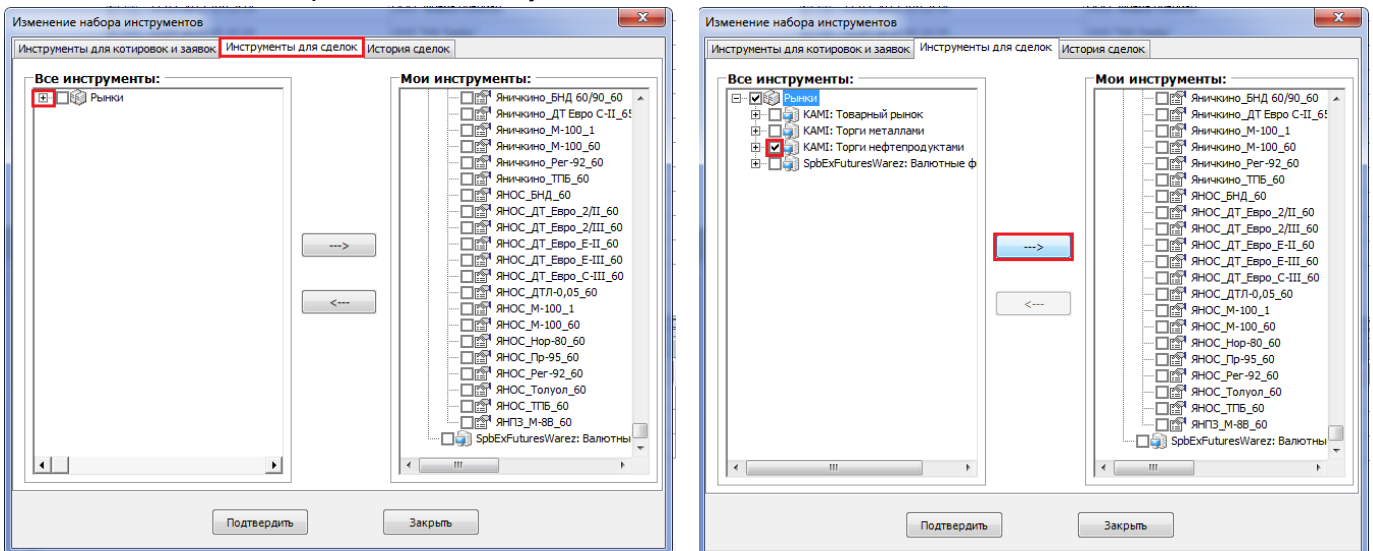 Изменение набора инструментов
Инструменты для котировок и заявок
Инструменты для сделок
История сделок
Все инструменты:
Рынки
--->
<---
Мои инструменты:
Яничкино_БНД 60/90_60
Яничкино_ДТ Евро С-II_65
Яничкино_М-100_1
Яничкино_М-100_60
Яничкино_Рег-92_60
Яничкино_ТПБ_60
ЯНОС_БНД_60
ЯНОС_ДТ_Евро_2/II_60
ЯНОС_ДТ_Евро_2/III_60
ЯНОС_ДТ_Евро_Е-II_60
ЯНОС_ДТ_Евро_Е-III_60
ЯНОС_ДТ_Евро_С-III_60
ЯНОС_ДТЛ-0,05_60
ЯНОС_М-100_1
ЯНОС_М-100_60
ЯНОС_Нор-80_60
ЯНОС_Пр-95_60
ЯНОС_Рег-92_60
ЯНОС_Толуол_60
ЯНОС_ТПБ_60
ЯНПЗ_М-8В_60
SpbExFuturesWarez: Валютны
Подтвердить
Закрыть
Изменение набора инструментов
Инструменты для котировок и заявок
Инструменты для сделок
История сделок
Все инструменты:
Рынки
KAMI: Товарный рынок
KAMI: Торги металлами
KAMI: Торги нефтепродуктами
SpbExFuturesWarez: Валютные ф
--->
<---
Мои инструменты:
Яничкино_БНД 60/90_60
Яничкино_ДТ Евро С-II_65
Яничкино_М-100_1
Яничкино_М-100_60
Яничкино_Рег-92_60
Яничкино_ТПБ_60
ЯНОС_БНД_60
ЯНОС_ДТ_Евро_2/II_60
ЯНОС_ДТ_Евро_2/III_60
ЯНОС_ДТ_Евро_Е-II_60
ЯНОС_ДТ_Евро_Е-III_60
ЯНОС_ДТ_Евро_С-III_60
ЯНОС_ДТЛ-0,05_60
ЯНОС_М-100_1
ЯНОС_М-100_60
ЯНОС_Нор-80_60
ЯНОС_Пр-95_60
ЯНОС_Рег-92_60
ЯНОС_Толуол_60
ЯНОС_ТПБ_60
ЯНПЗ_М-8В_60
SpbExFuturesWarez: Валютны
Подтвердить
Закрыть